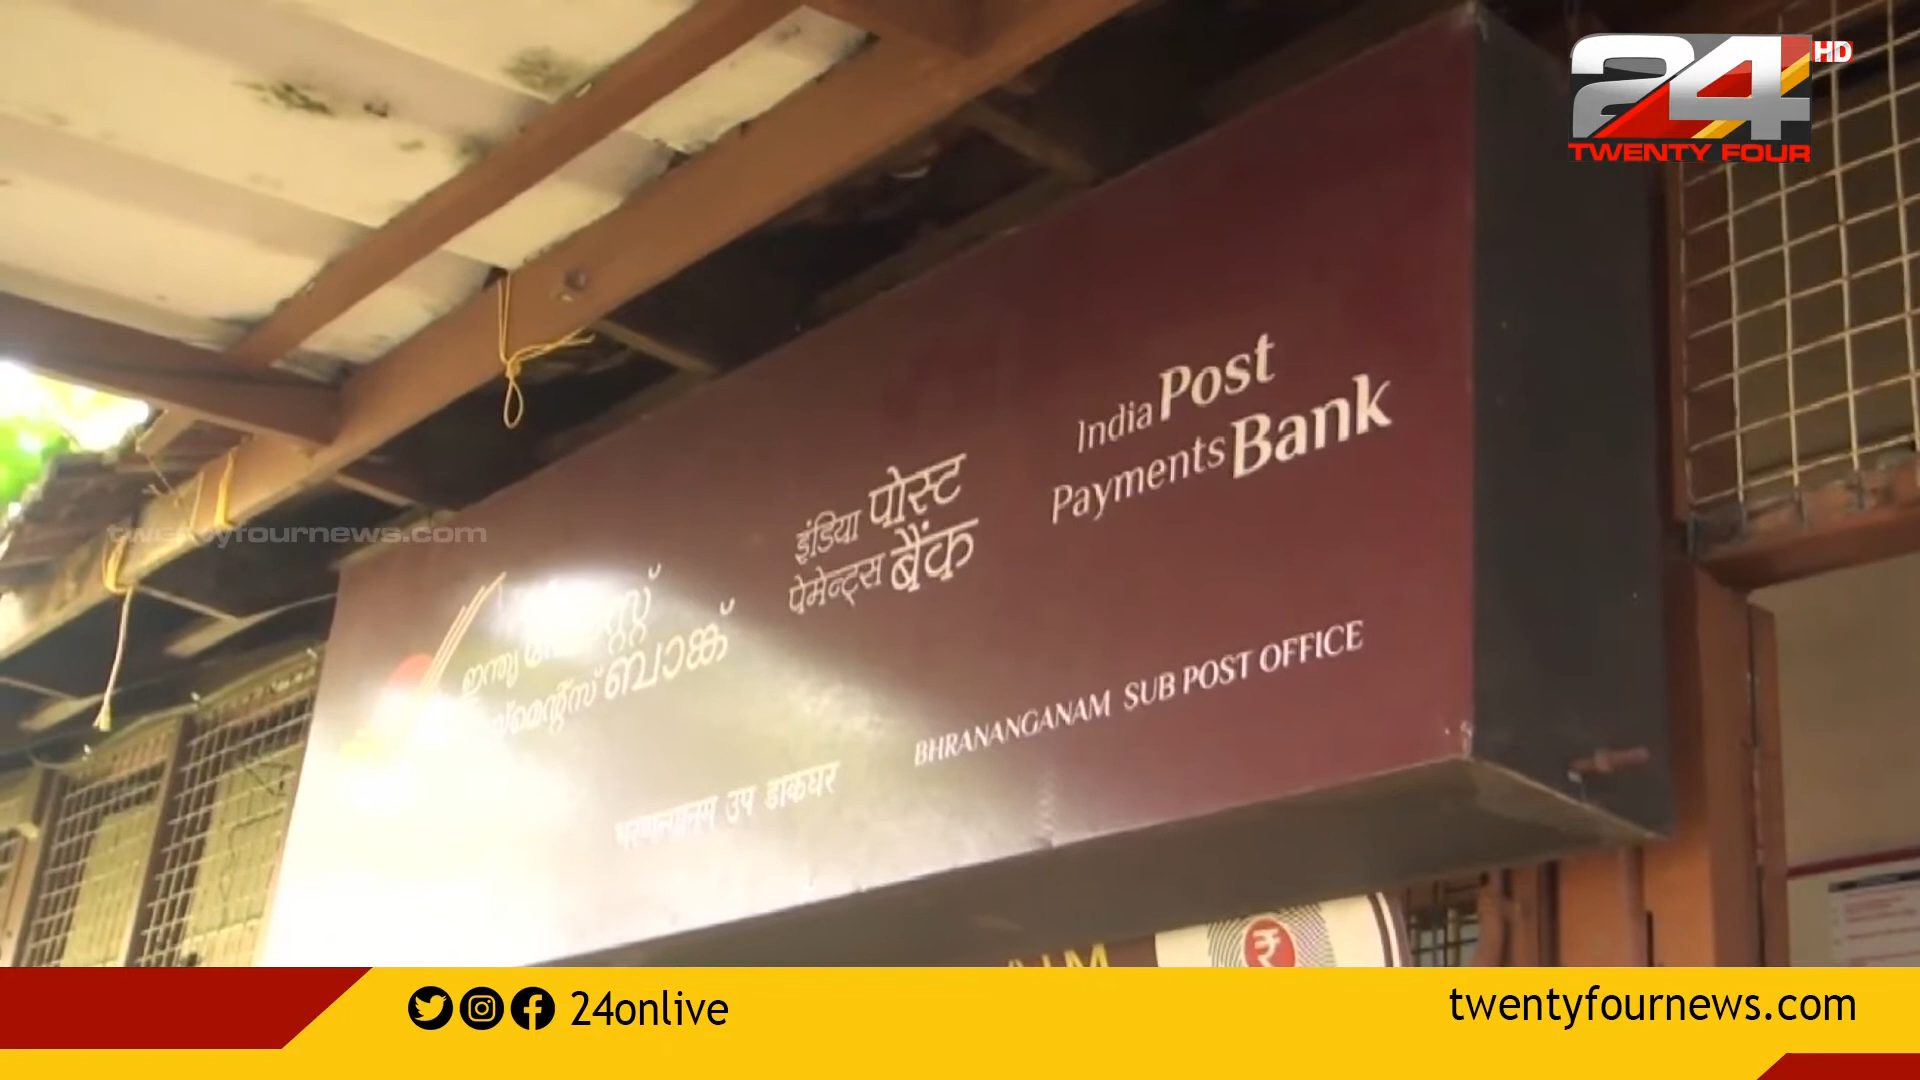 24 HD
TWENTY FOUR
twentyfournews.com
ഇന്ത്യ പോസ്റ്റ്
പേയ്മെന്റ്സ് ബാങ്ക്
इंडिया पोस्ट
पेमेन्ट्स बैंक
India Post
Payments Bank
उप डाकघर
BHRANANGANAM SUB POST OFFICE
₹
24onlive
twentyfournews.com